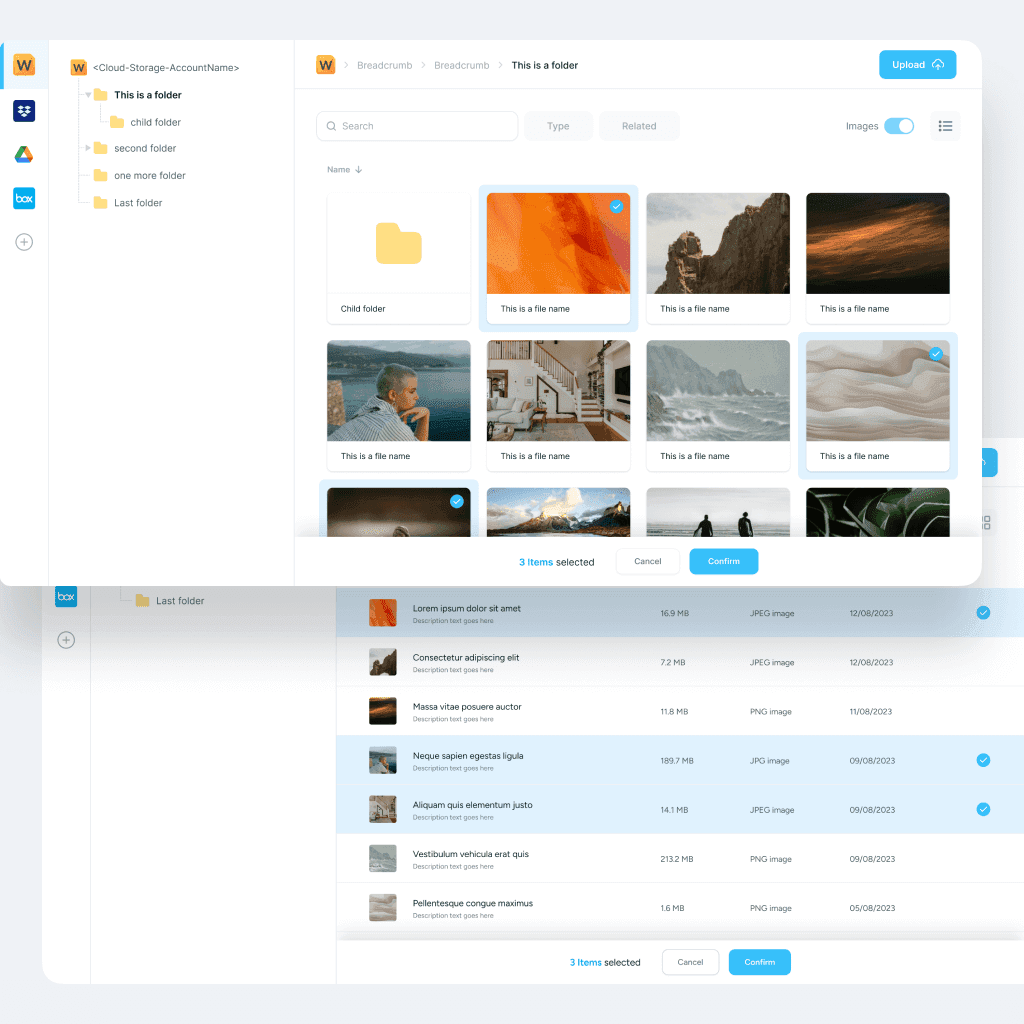 W
W <Cloud-Storage-AccountName>
This is a folder
child folder
second folder
one more folder
Last folder
box
W Breadcrumb Breadcrumb This is a folder
Upload
Search
Type
Related
Images
Name
Child folder
This is a file name
This is a file name
This is a file name
This is a file name
This is a file name
This is a file name
This is a file name
3 Items selected
Cancel
Confirm
box
Last folder
Lorem ipsum dolor sit amet
Description text goes here
16.9 MB
JPEG image
12/08/2023
Consectetur adipiscing elit
Description text goes here
7.2 MB
JPEG image
12/08/2023
Massa vitae posuere auctor
Description text goes here
11.8 MB
PNG image
11/08/2023
Neque sapien egestas ligula
Description text goes here
189.7 MB
JPG image
09/08/2023
Aliquam quis elementum justo
Description text goes here
14.1 MB
JPEG image
09/08/2023
Vestibulum vehicula erat quis
Description text goes here
213.2 MB
PNG image
09/08/2023
Pellentesque congue maximus
Description text goes here
1.6 MB
PNG image
05/08/2023
3 Items selected
Cancel
Confirm